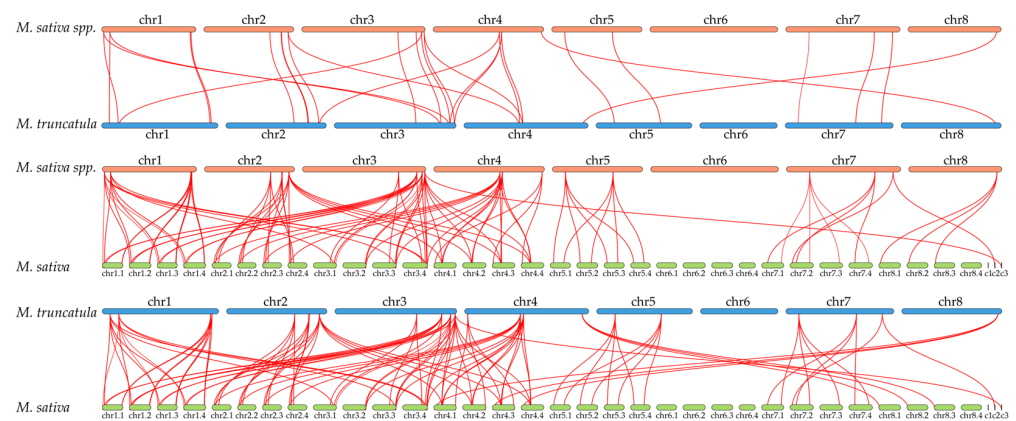 chr1 chr2 chr3 chr4 chr5 chr6 chr7 chr8
M. sativa spp.
M. truncatula
chr1 chr2 chr3 chr4 chr5 chr6 chr7 chr8
chr1 chr2 chr3 chr4 chr5 chr6 chr7 chr8
M. sativa spp.
M. sativa
chr1.1 chr1.2 chr1.3 chr1.4 chr2.1 chr2.2 chr2.3 chr2.4 chr3.1 chr3.2 chr3.3 chr3.4 chr4.1 chr4.2 chr4.3 chr4.4 chr5.1 chr5.2 chr5.3 chr5.4 chr6.1 chr6.2 chr6.3 chr6.4 chr7.1 chr7.2 chr7.3 chr7.4 chr8.1 chr8.2 chr8.3 chr8.4 c1c2c3
chr1 chr2 chr3 chr4 chr5 chr6 chr7 chr8
M. truncatula
M. sativa
chr1.1 chr1.2 chr1.3 chr1.4 chr2.1 chr2.2 chr2.3 chr2.4 chr3.1 chr3.2 chr3.3 chr3.4 chr4.1 chr4.2 chr4.3 chr4.4 chr5.1 chr5.2 chr5.3 chr5.4 chr6.1 chr6.2 chr6.3 chr6.4 chr7.1 chr7.2 chr7.3 chr7.4 chr8.1 chr8.2 chr8.3 chr8.4 c1c2c3